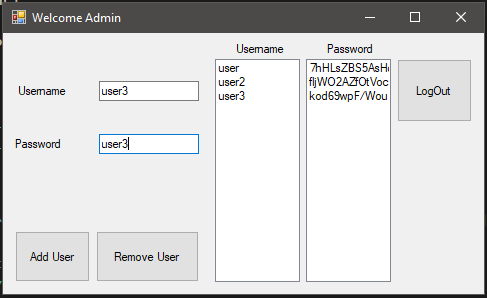 Welcome Admin
Username Password
Username user3
Password user3
user
user2
user3
7hHLsZBS5AsH
fIjWO2AZfOtVoc
kod69wpF/Wou
LogOut
Add User Remove User